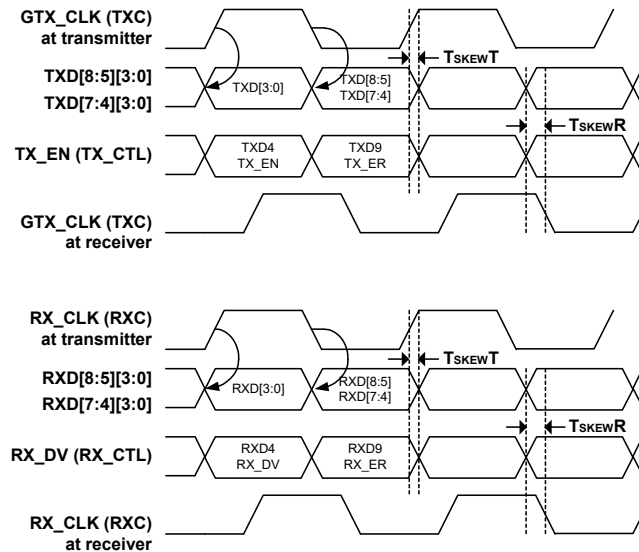 GTX_CLK (TXC)
at transmitter
TSKEWT
TXD[8:5][3:0]
TXD[7:4][3:0]
TXD[3:0]
TXD[8:5]
TXD[7:4]
TSKEWR
TX_EN (TX_CTL)
TXD4
TX_EN
TXD9
TX_ER
GTX_CLK (TXC)
at receiver
RX_CLK (RXC)
at transmitter
TSKEWT
RXD[8:5][3:0]
RXD[7:4][3:0]
RXD[3:0]
RXD[8:5]
RXD[7:4]
TSKEWR
RX_DV (RX_CTL)
RXD4
RX_DV
RXD9
RX_ER
RX_CLK (RXC)
at receiver